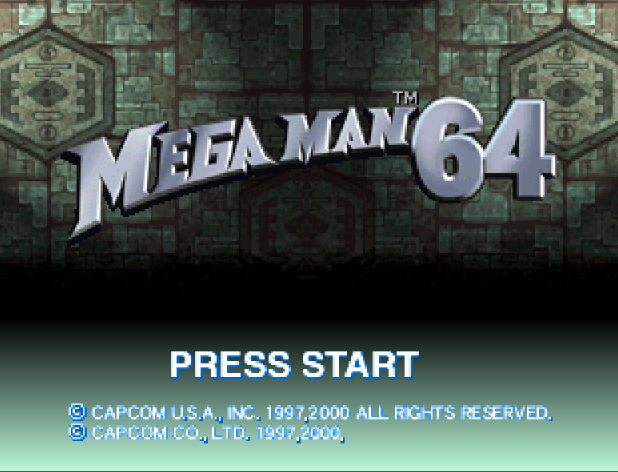 MEGA MAN™ 64
PRESS START
© CAPCOM U.S.A., INC. 1997,2000 ALL RIGHTS RESERVED.
© CAPCOM CO., LTD. 1997,2000,